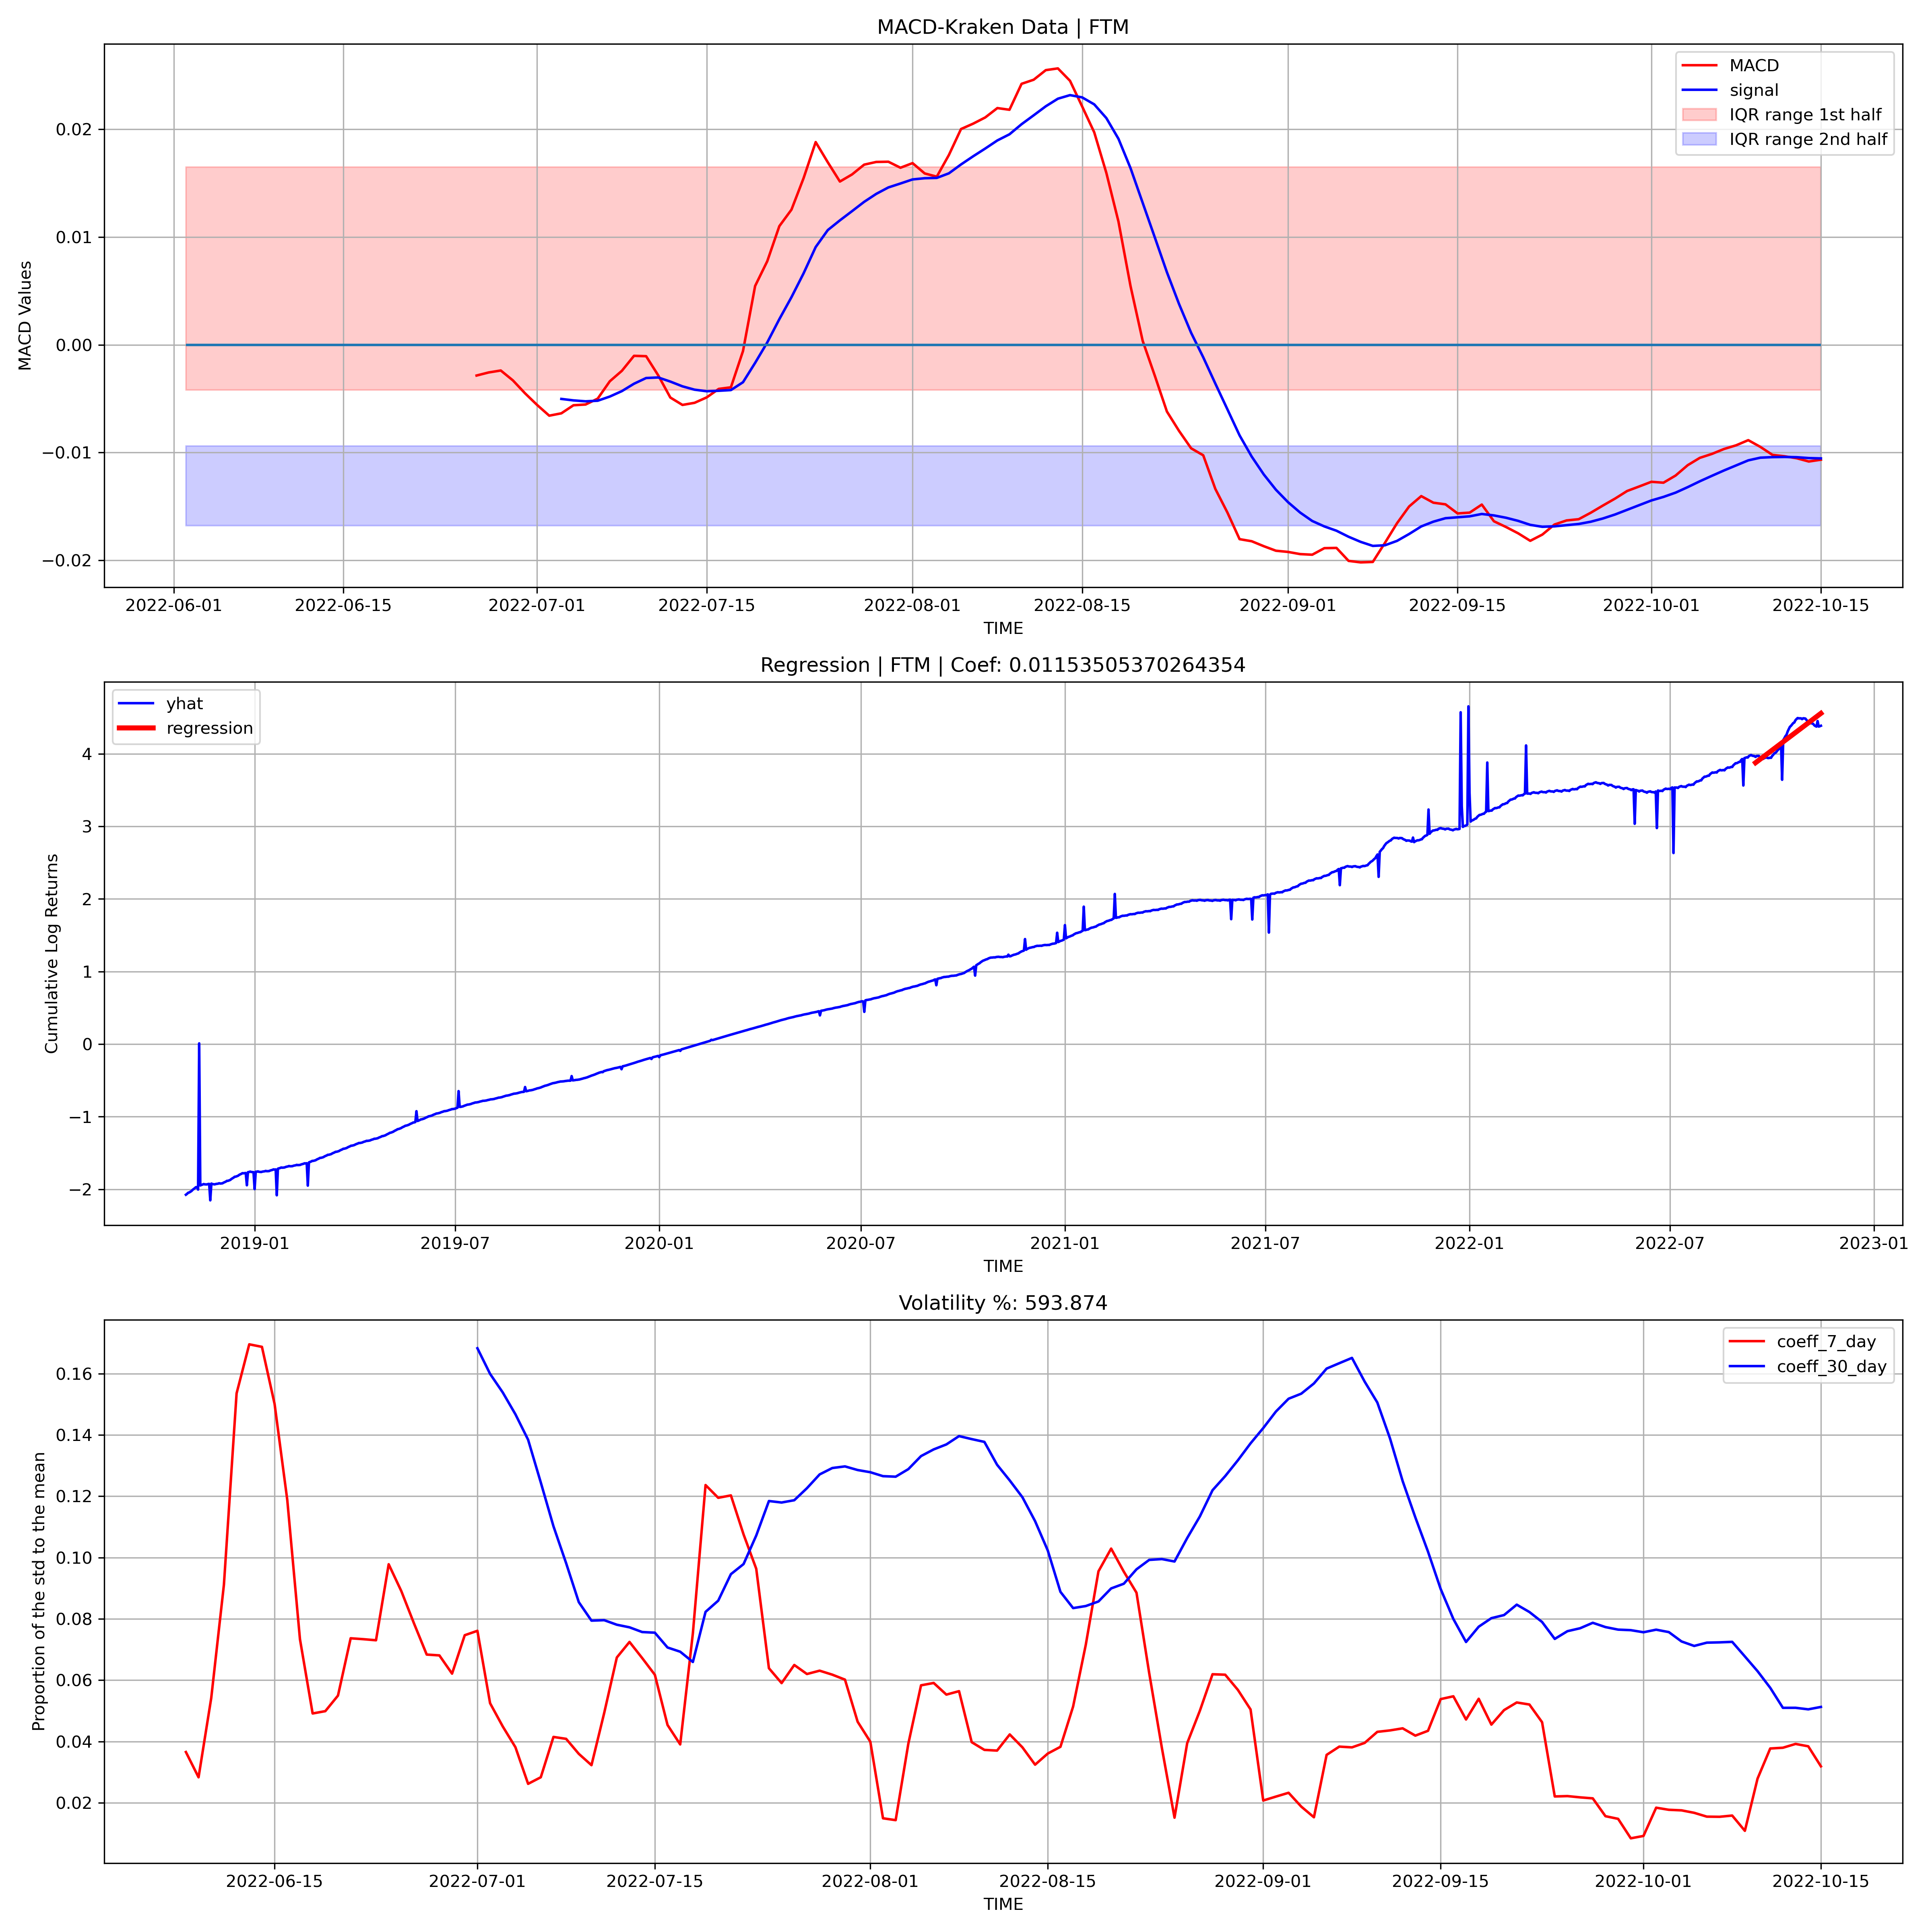 MACD-Kraken Data | FTM
MACD Values
0.02
0.01
0.00
−0.01
−0.02
MACD
signal
IQR range 1st half
IQR range 2nd half
2022-06-01 2022-06-15 2022-07-01 2022-07-15 2022-08-01 2022-08-15 2022-09-01 2022-09-15 2022-10-01 2022-10-15
TIME
Regression | FTM | Coef: 0.01153505370264354
Cumulative Log Returns
yhat
regression
4
3
2
1
0
−1
−2
2019-01 2019-07 2020-01 2020-07 2021-01 2021-07 2022-01 2022-07 2023-01
TIME
Volatility %: 593.874
Proportion of the std to the mean
coeff_7_day
coeff_30_day
0.16
0.14
0.12
0.10
0.08
0.06
0.04
0.02
2022-06-15 2022-07-01 2022-07-15 2022-08-01 2022-08-15 2022-09-01 2022-09-15 2022-10-01 2022-10-15
TIME